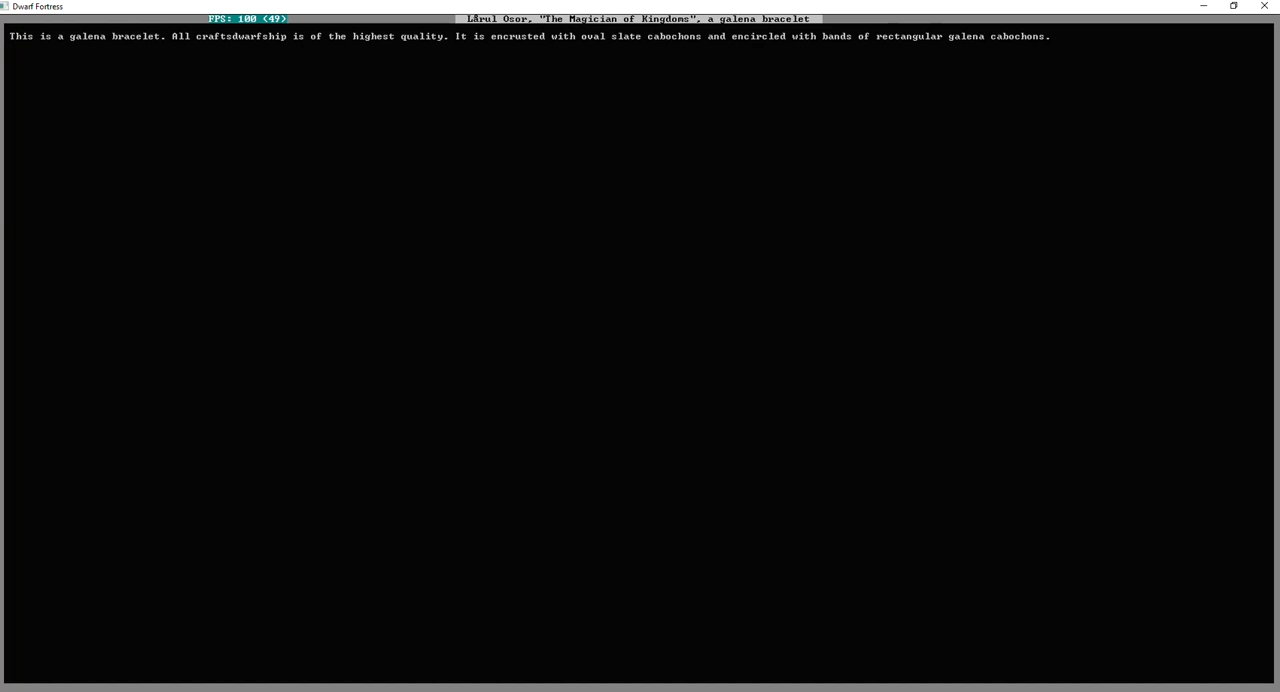 Dwarf Fortress
FPS: 100 (49) Lårul Osor, "The Magician of Kingdoms", a galena bracelet
This is a galena bracelet. All craftsdwarfship is of the highest quality. It is encrusted with oval slate cabochons and encircled with bands of rectangular galena cabochons.